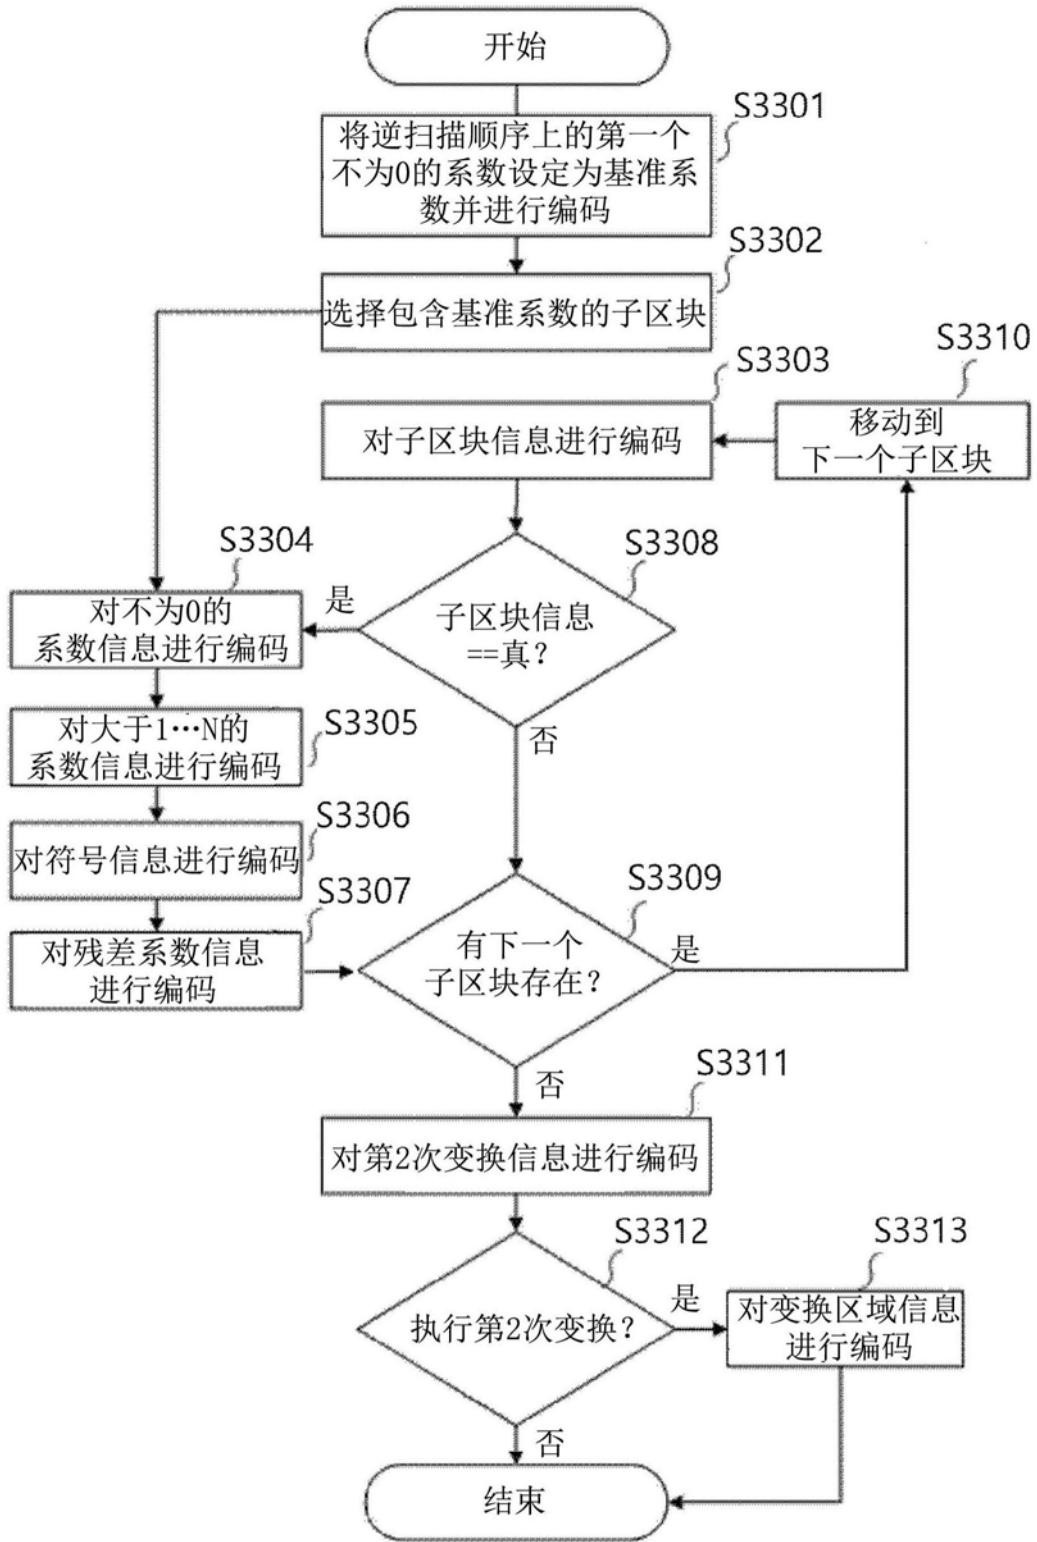 开始
S3301
将逆扫描顺序上的第一个
不为0的系数设定为基准系
数并进行编码
S3302
选择包含基准系数的子区块
S3303
对子区块信息进行编码
S3310
移动到
下一个子区块
S3304
对不为0的
系数信息进行编码
是
S3308
子区块信息
==真？
否
对大于1…N的
系数信息进行编码
S3305
S3306
对符号信息进行编码
S3307
对残差系数信息
进行编码
S3309
有下一个
子区块存在？
是
否
S3311
对第2次变换信息进行编码
S3312
执行第2次变换？
是
S3313
对变换区域信息
进行编码
否
结束